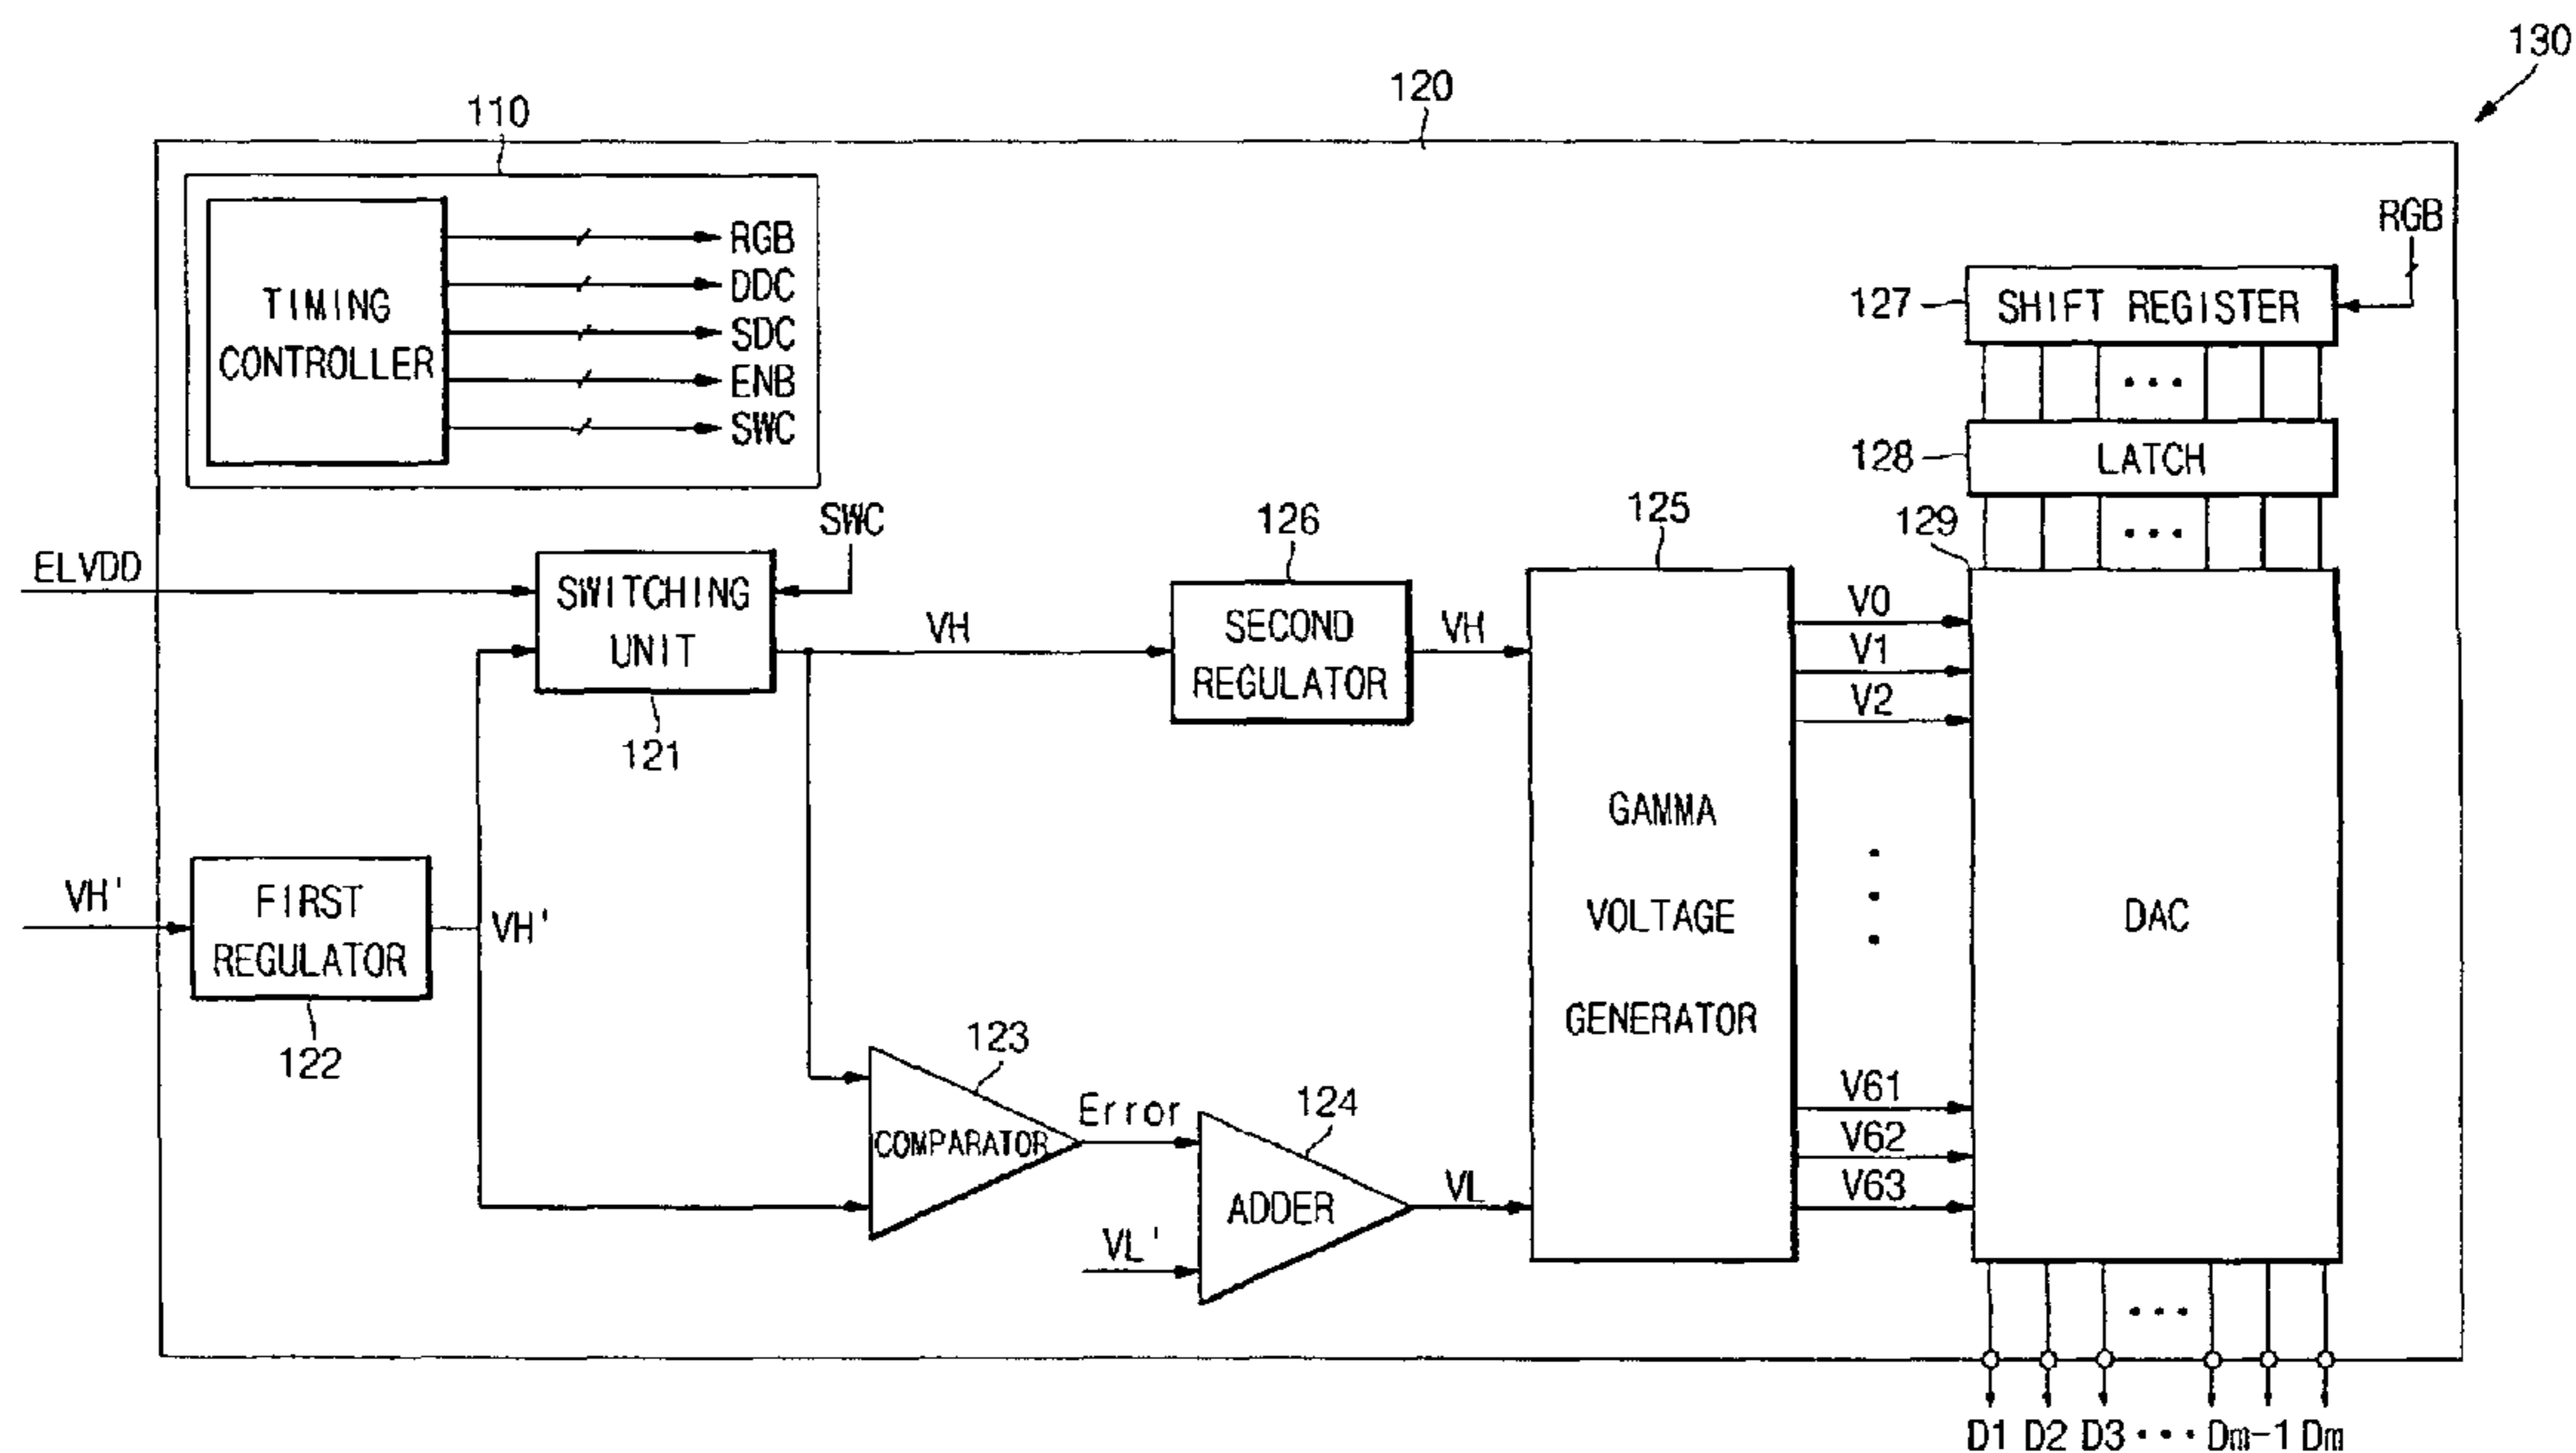 130
120
110
TIMING
CONTROLLER
RGB
DDC
SDC
ENB
SWC
RGB
127
SHIFT REGISTER
...
128
LATCH
...
ELVDD
SWC
SWITCHING
UNIT
121
VH
126
SECOND
REGULATOR
VH
125
GAMMA
VOLTAGE
GENERATOR
V0
V1
V2
V61
V62
V63
129
DAC
VH'
FIRST
REGULATOR
122
VH'
123
COMPARATOR
Error
124
ADDER
VL'
VL
...
D1 D2 D3 ... Dm-1 Dm